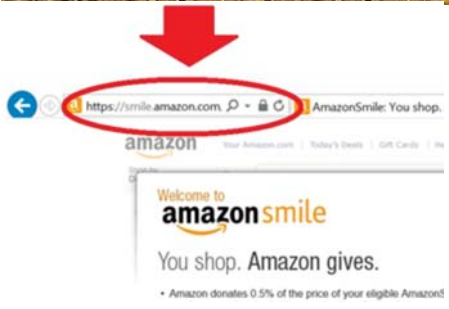 https://smile.amazon.com, AmazonSmile: You shop.
amazon Your Amazon.com | Today's Deals | Gift Cards |
Welcome to
amazonsmile
You shop. Amazon gives.
• Amazon donates 0.5% of the price of your eligible AmazonS